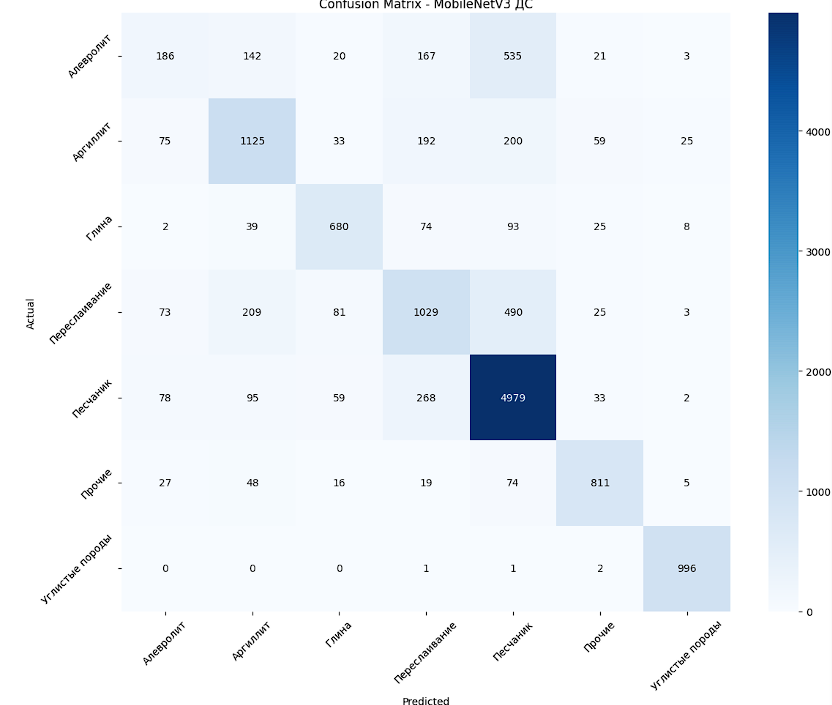 Confusion Matrix - MobileNetV3 ДС
Actual
Алевролит 186 142 20 167 535 21 3
Аргиллит 75 1125 33 192 200 59 25
Глина 2 39 680 74 93 25 8
Переслаивание 73 209 81 1029 490 25 3
Песчаник 78 95 59 268 4979 33 2
Прочие 27 48 16 19 74 811 5
Углистые породы 0 0 0 1 1 2 996
Алевролит Аргиллит Глина Переслаивание Песчаник Прочие Углистые породы
Predicted
4000
3000
2000
1000
0